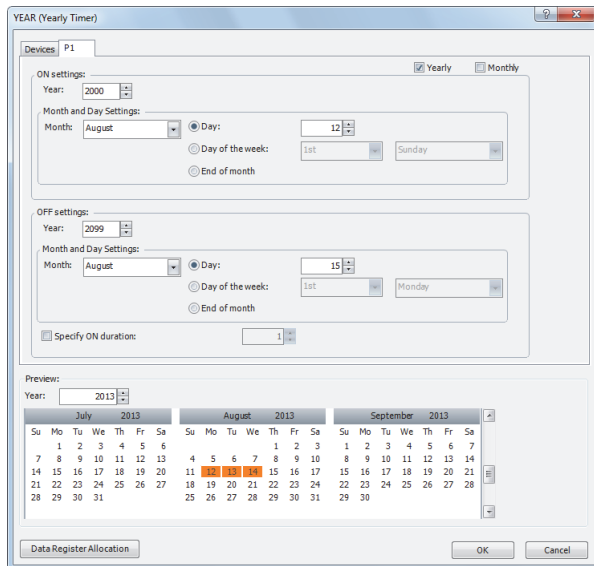 YEAR (Yearly Timer)
?
Devices P1
Yearly Monthly
ON settings:
Year: 2000
Month and Day Settings:
Month: August Day: 12
Day of the week: 1st Sunday
End of month
OFF settings:
Year: 2099
Month and Day Settings:
Month: August Day: 15
Day of the week: 1st Monday
End of month
Specify ON duration: 1
Preview:
Year: 2013
July 2013 August 2013 September 2013
Su Mo Tu We Th Fr Sa Su Mo Tu We Th Fr Sa Su Mo Tu We Th Fr Sa
1 2 3 4 5 6 1 2 3 1 2 3 4 5 6 7
7 8 9 10 11 12 13 4 5 6 7 8 9 10 8 9 10 11 12 13 14
14 15 16 17 18 19 20 11 12 13 14 15 16 17 15 16 17 18 19 20 21
21 22 23 24 25 26 27 18 19 20 21 22 23 24 22 23 24 25 26 27 28
28 29 30 31 25 26 27 28 29 30 31 29 30
Data Register Allocation OK Cancel